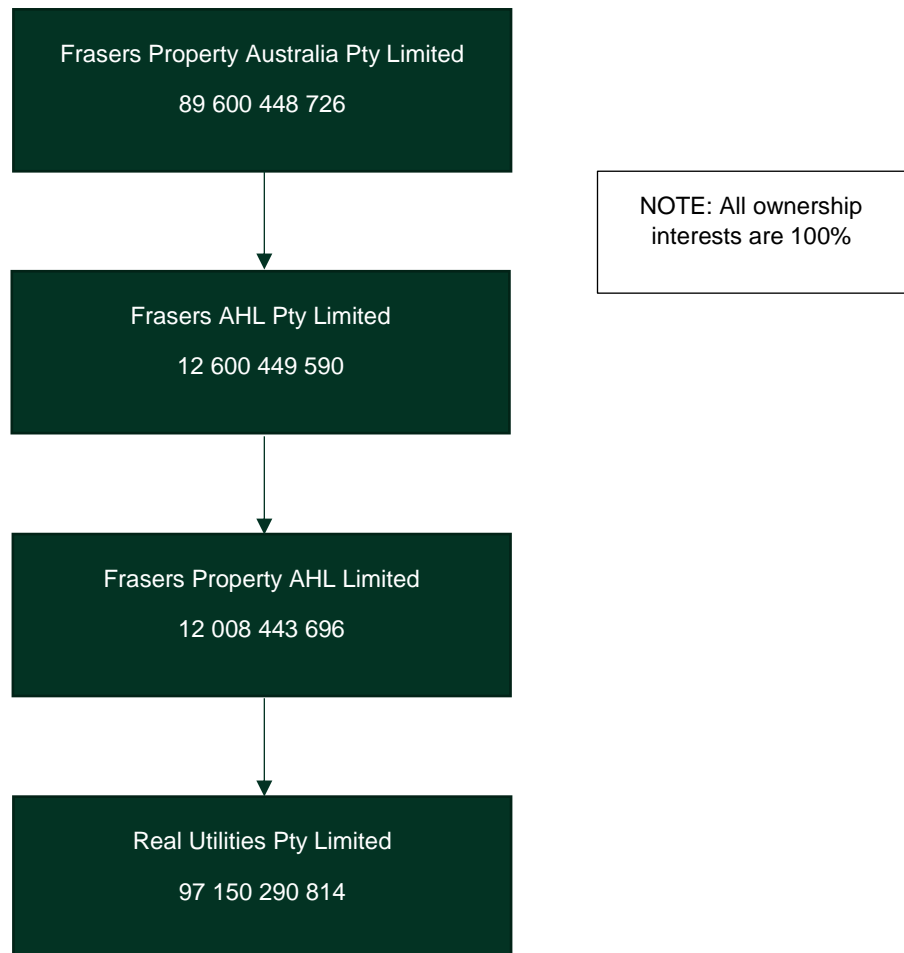 Frasers Property Australia Pty Limited
89 600 448 726
NOTE: All ownership
interests are 100%
Frasers AHL Pty Limited
12 600 449 590
Frasers Property AHL Limited
12 008 443 696
Real Utilities Pty Limited
97 150 290 814